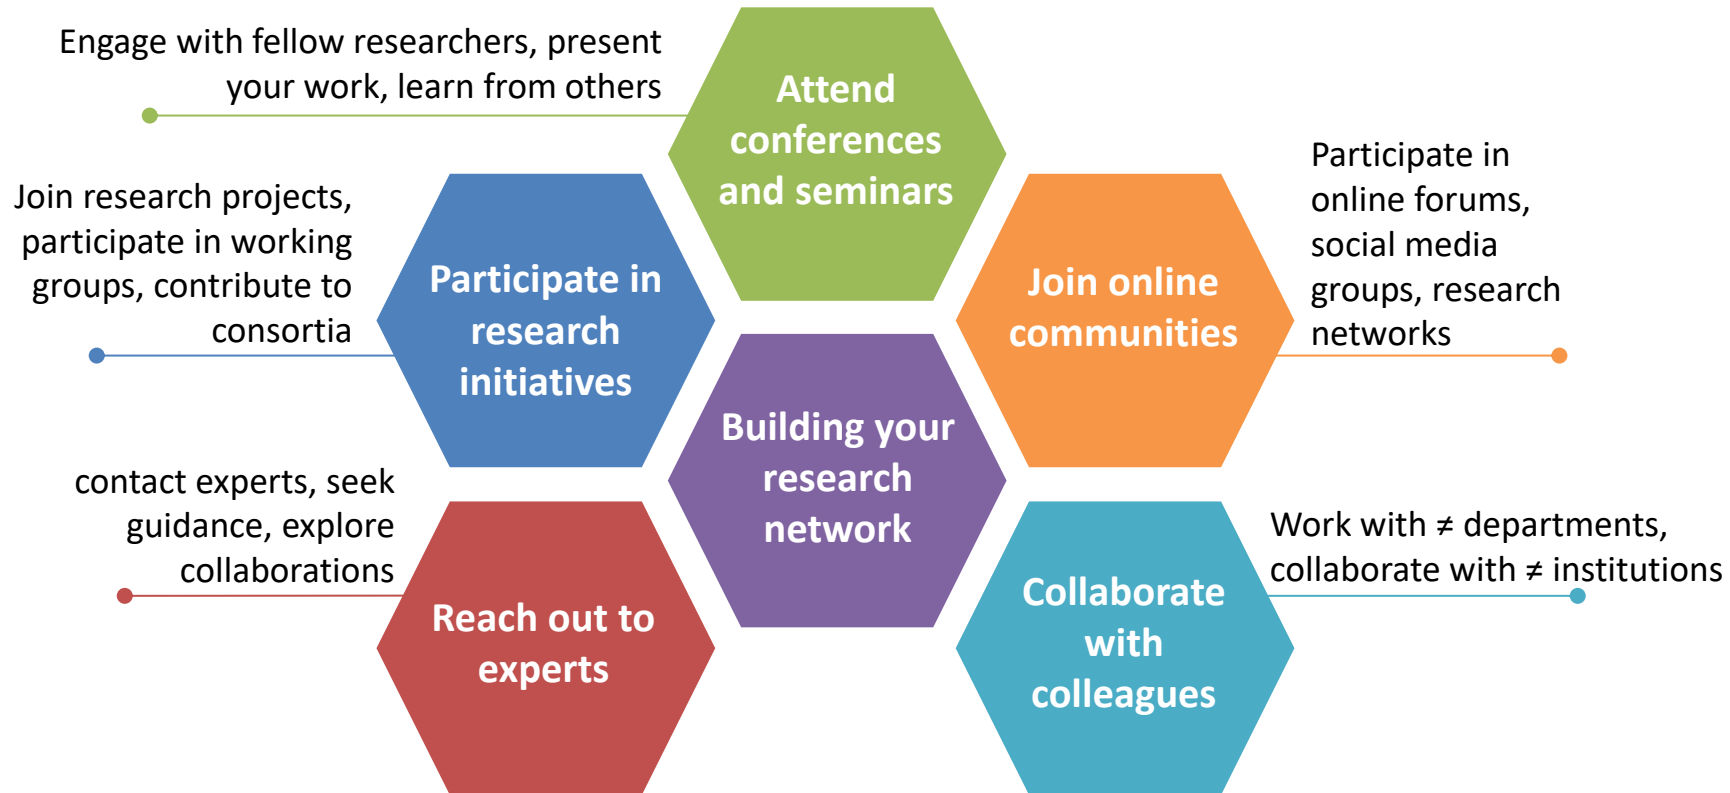 Engage with fellow researchers, present
your work, learn from others
Attend
conferences
and seminars
Join research projects,
participate in working
groups, contribute to
consortia
Participate in
research
initiatives
Participate in
online forums,
social media
groups, research
networks
Join online
communities
Building your
research
network
contact experts, seek
guidance, explore
collaborations
Reach out to
experts
Work with ≠ departments,
collaborate with ≠ institutions
Collaborate
with
colleagues